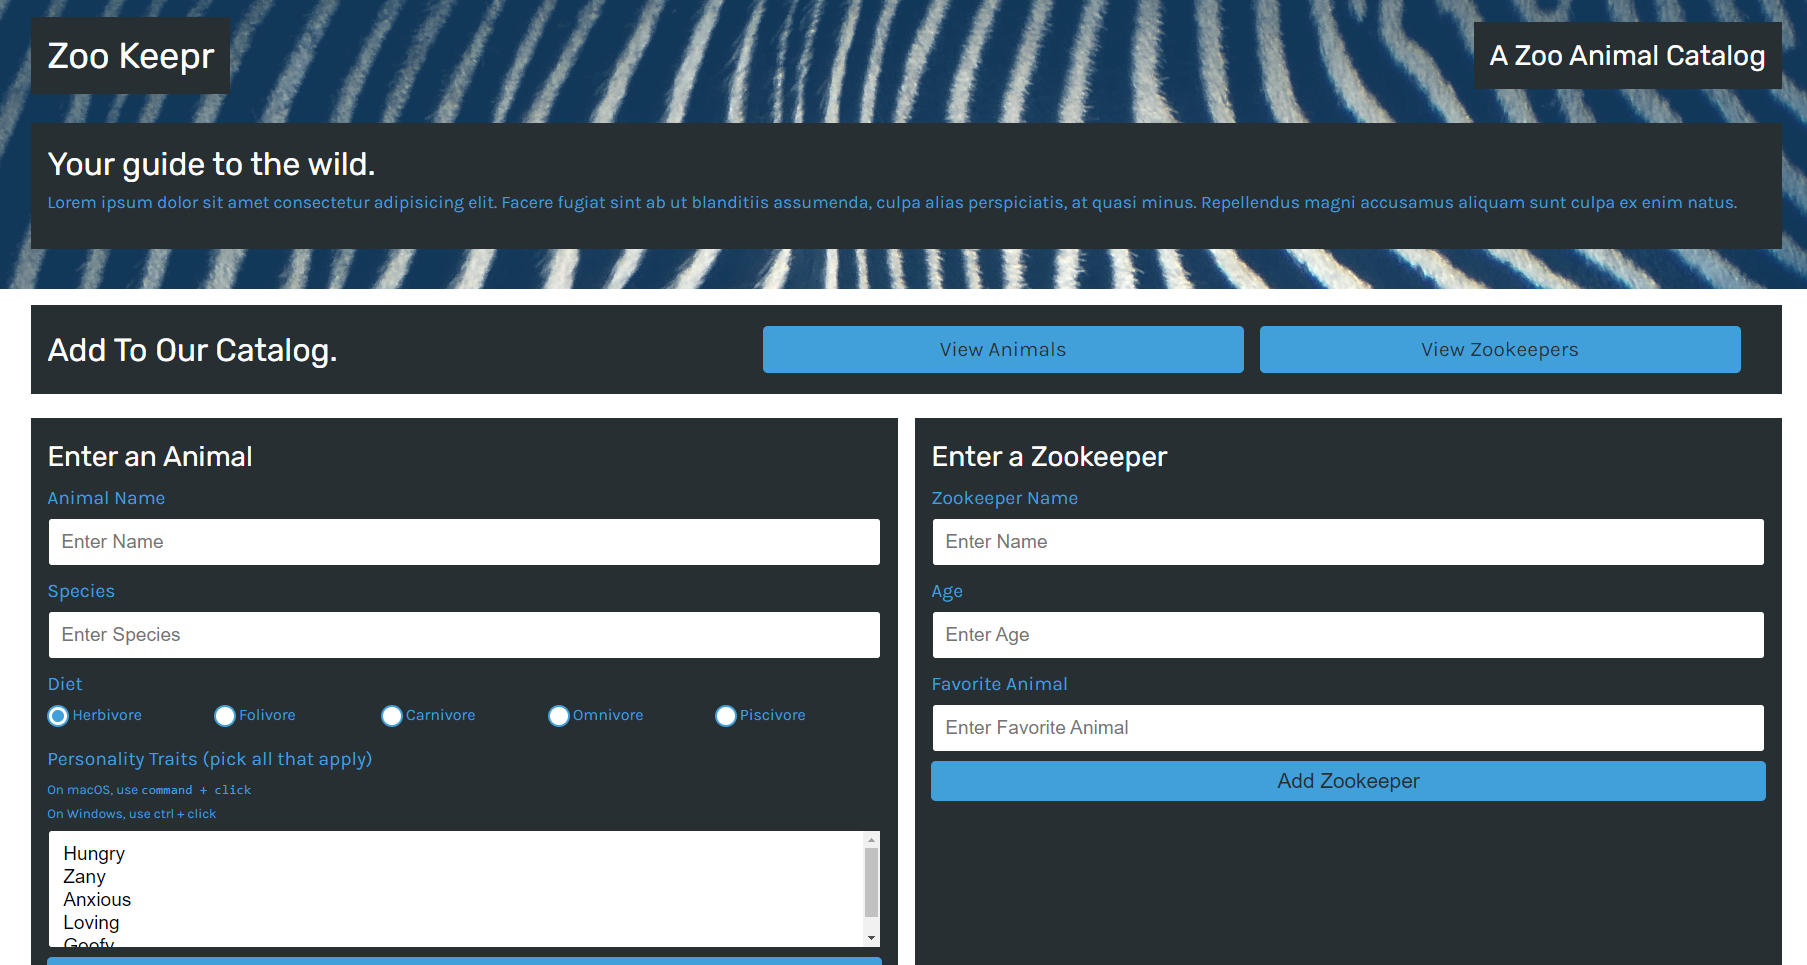 Zoo Keepr
A Zoo Animal Catalog
Your guide to the wild.
Lorem ipsum dolor sit amet consectetur adipisicing elit. Facere fugiat sint ab ut blanditiis assumenda, culpa alias perspiciatis, at quasi minus. Repellendus magni accusamus aliquam sunt culpa ex enim natus.
Add To Our Catalog.
View Animals
View Zookeepers
Enter an Animal
Animal Name
Enter Name
Species
Enter Species
Diet
Herbivore Folivore Carnivore Omnivore Piscivore
Personality Traits (pick all that apply)
On macOS, use command + click
On Windows, use ctrl + click
Hungry
Zany
Anxious
Loving
Goofy
Enter a Zookeeper
Zookeeper Name
Enter Name
Age
Enter Age
Favorite Animal
Enter Favorite Animal
Add Zookeeper